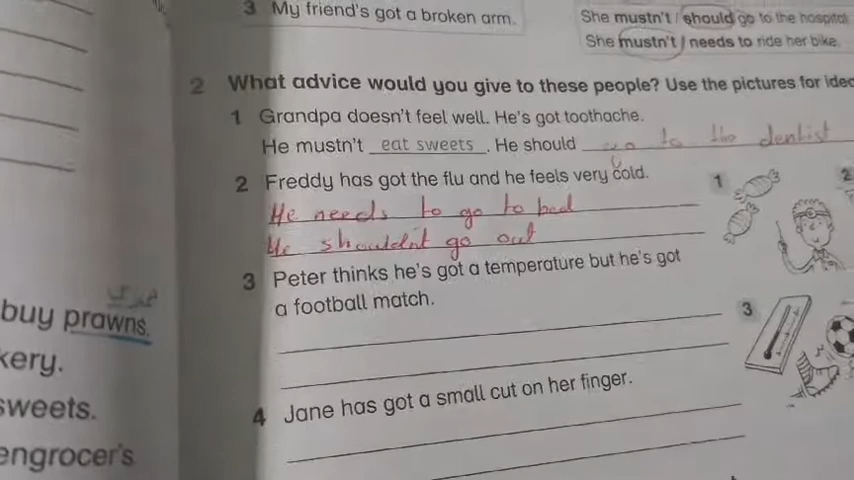 3 My friend's got a broken arm.
She mustn't / should go to the hospital
She mustn't / needs to ride her bike.
2 What advice would you give to these people? Use the pictures for idea
1 Grandpa doesn't feel well. He's got toothache.
He mustn't eat sweets. He should go to the dentist
2 Freddy has got the flu and he feels very cold.
He needs to go to bed
He shouldn't go out
3 Peter thinks he's got a temperature but he's got
a football match.
4 Jane has got a small cut on her finger.
buy prawns.
kery.
sweets.
engrocer's
1
2
3